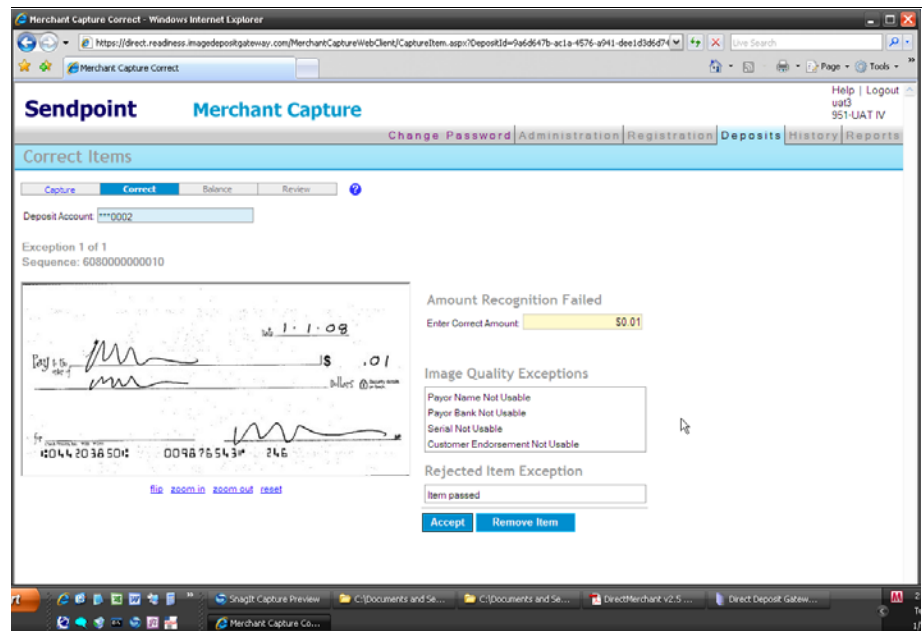 Merchant Capture Correct - Windows Internet Explorer
https://direct.readiness.imagedepositgateway.com/MerchantCaptureWebClient/CaptureItem.aspx?DepositId=9a6d647b-ac1a-4576-a941-dee1d3d6d74
Live Search
Merchant Capture Correct
Page Tools
Help | Logout
Sendpoint Merchant Capture
uat3
951-UAT IV
Change Password Administration Registration Deposits History Reports
Correct Items
Capture Correct Balance Review ?
Deposit Account: ***0002
Exception 1 of 1
Sequence: 6080000000010
1.1.08
Pay to the
$ .01
Dollars
For
⑆044203850⑆ 009876543⑈ 246
flip zoom in zoom out reset
Amount Recognition Failed
Enter Correct Amount: $0.01
Image Quality Exceptions
Payor Name Not Usable
Payor Bank Not Usable
Serial Not Usable
Customer Endorsement Not Usable
Rejected Item Exception
Item passed
Accept Remove Item
SnagIt Capture Preview C:\Documents and Se... C:\Documents and Se... DirectMerchant v2.5 ... Direct Deposit Gatew...
Merchant Capture Co...